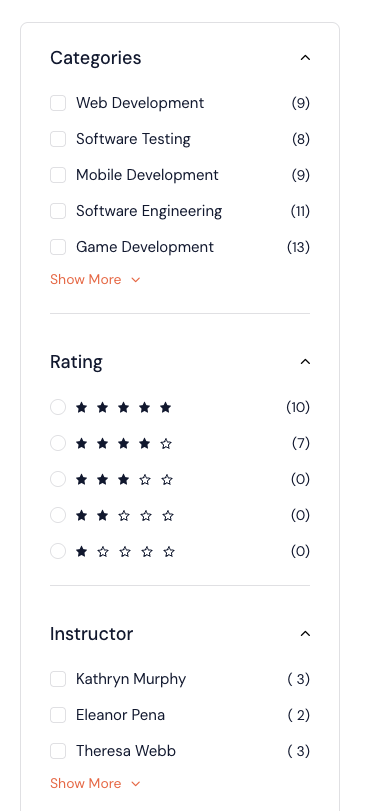 Categories
Web Development (9)
Software Testing (8)
Mobile Development (9)
Software Engineering (11)
Game Development (13)
Show More
Rating
(10)
(7)
(0)
(0)
(0)
Instructor
Kathryn Murphy ( 3)
Eleanor Pena ( 2)
Theresa Webb ( 3)
Show More